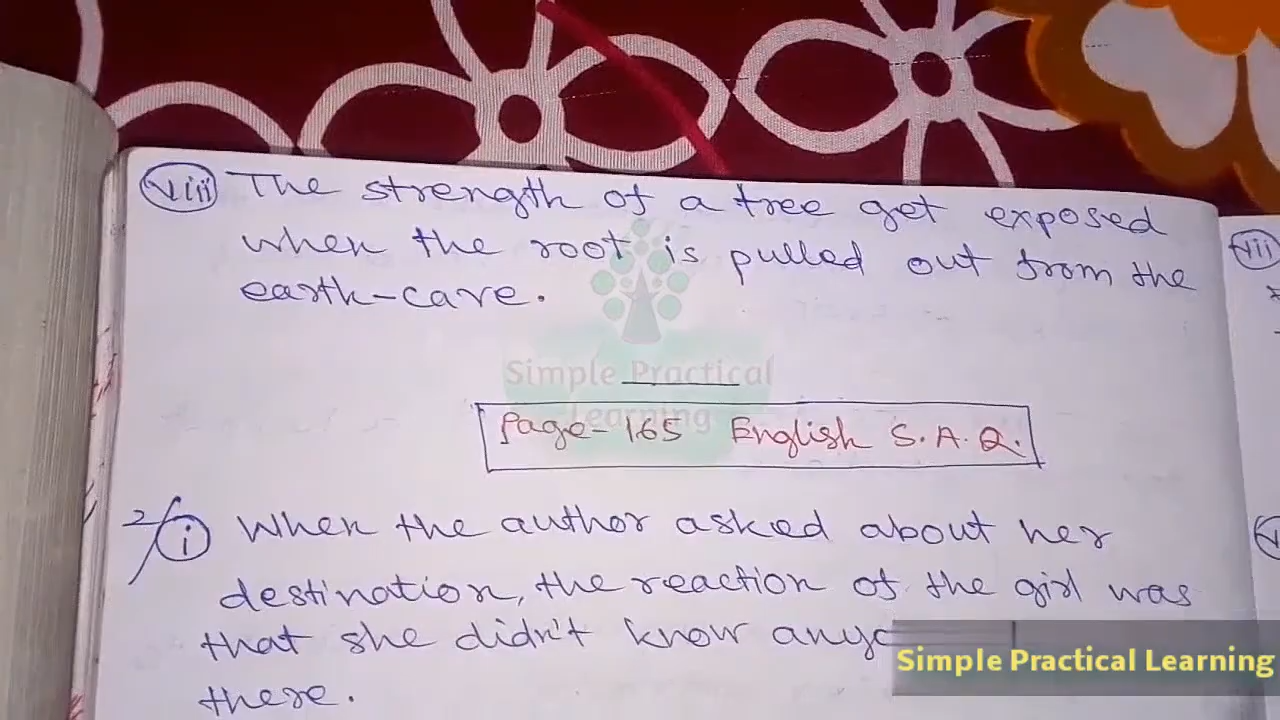 viii The strength of a tree get exposed
when the root is pulled out from the
earth-cave.
Simple Practical
Learning
Page-165 English S.A.Q.
2/ i When the author asked about her
destination, the reaction of the girl was
that she didn't know
there.
vii
Simple Practical Learning